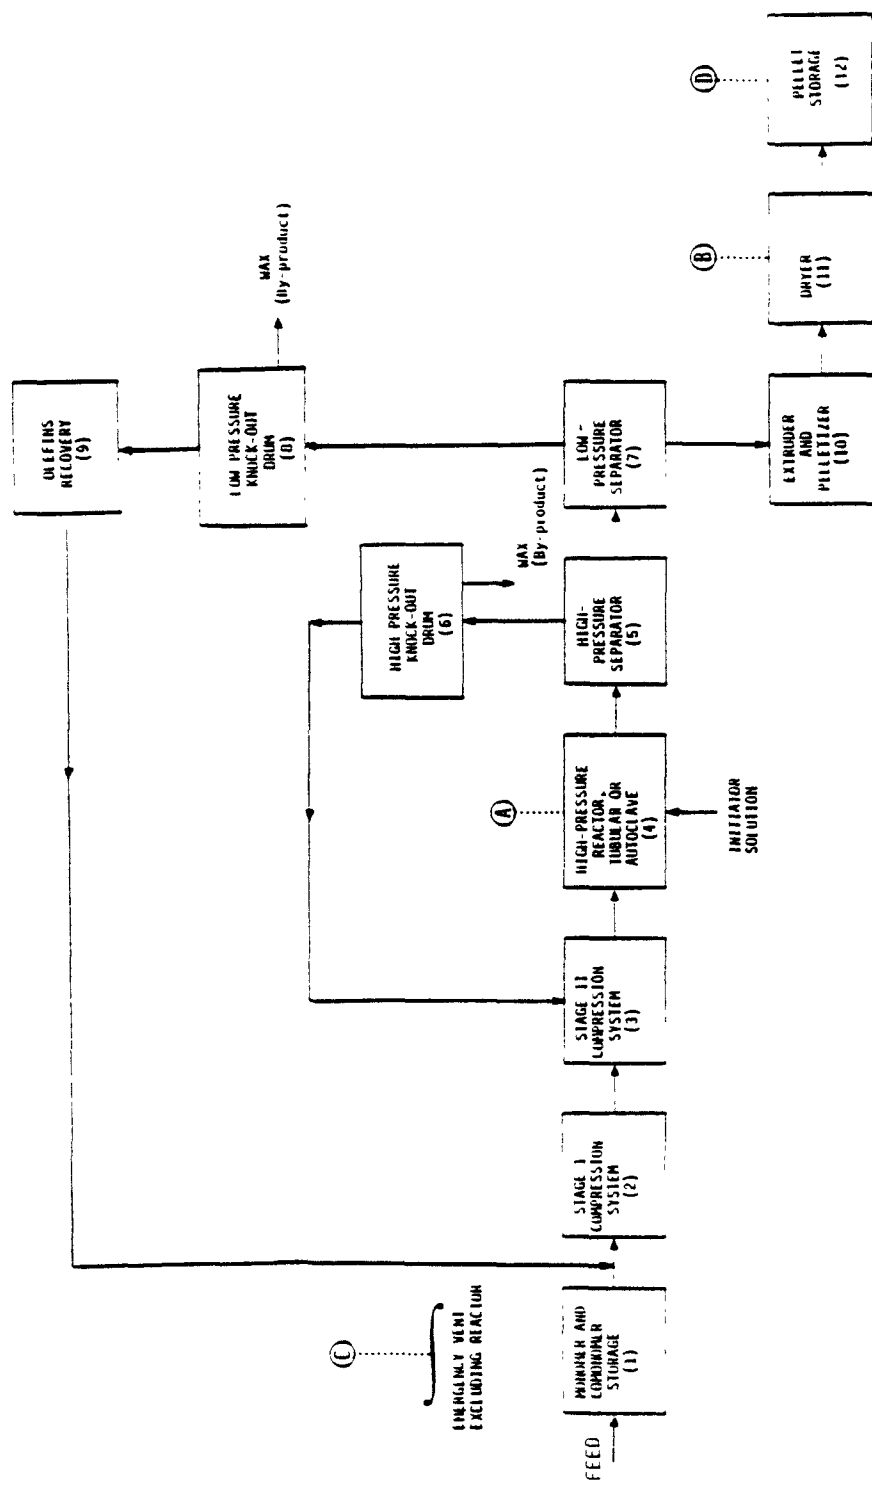 FEED
MONOMER AND
COMONOMER
STORAGE
(1)
STAGE I
COMPRESSION
SYSTEM
(2)
STAGE II
COMPRESSION
SYSTEM
(3)
HIGH-PRESSURE
REACTOR,
TUBULAR OR
AUTOCLAVE
(4)
INITIATOR
SOLUTION
HIGH-
PRESSURE
SEPARATOR
(5)
HIGH PRESSURE
KNOCK-OUT
DRUM
(6)
WAX
(By-product)
LOW-
PRESSURE
SEPARATOR
(7)
LOW PRESSURE
KNOCK-OUT
DRUM
(8)
WAX
(By-product)
OLEFINS
RECOVERY
(9)
EXTRUDER
AND
PELLETIZER
(10)
DRYER
(11)
PELLET
STORAGE
(12)
A
B
C
D
EMERGENCY VENT
EXCLUDING REACTOR